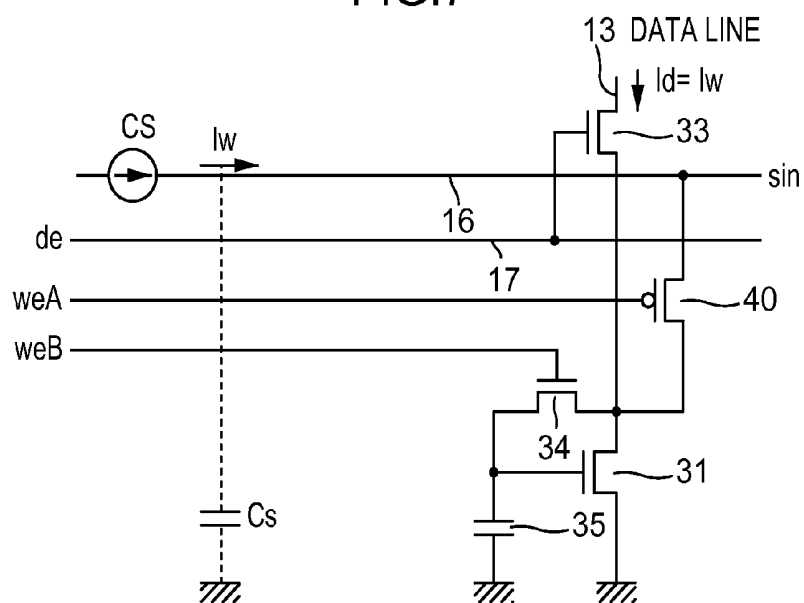 13 DATA LINE
Id= Iw
CS
Iw
33
sin
16
de
17
weA
40
weB
34
31
Cs
35